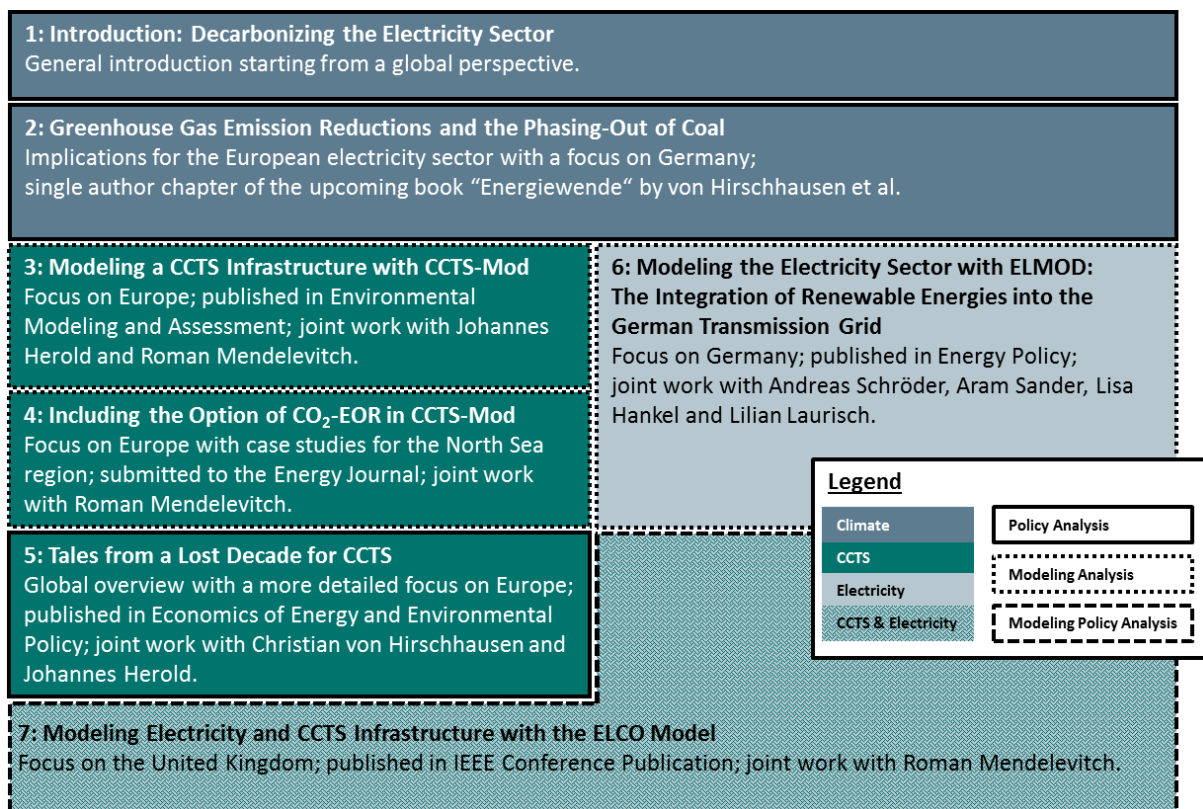 1: Introduction: Decarbonizing the Electricity Sector
General introduction starting from a global perspective.
2: Greenhouse Gas Emission Reductions and the Phasing-Out of Coal
Implications for the European electricity sector with a focus on Germany;
single author chapter of the upcoming book “Energiewende“ by von Hirschhausen et al.
3: Modeling a CCTS Infrastructure with CCTS-Mod
Focus on Europe; published in Environmental
Modeling and Assessment; joint work with Johannes
Herold and Roman Mendelevitch.
4: Including the Option of CO₂-EOR in CCTS-Mod
Focus on Europe with case studies for the North Sea
region; submitted to the Energy Journal; joint work
with Roman Mendelevitch.
5: Tales from a Lost Decade for CCTS
Global overview with a more detailed focus on Europe;
published in Economics of Energy and Environmental
Policy; joint work with Christian von Hirschhausen and
Johannes Herold.
6: Modeling the Electricity Sector with ELMOD:
The Integration of Renewable Energies into the
German Transmission Grid
Focus on Germany; published in Energy Policy;
joint work with Andreas Schröder, Aram Sander, Lisa
Hankel and Lilian Laurisch.
Legend
Climate
CCTS
Electricity
CCTS & Electricity
Policy Analysis
Modeling Analysis
Modeling Policy Analysis
7: Modeling Electricity and CCTS Infrastructure with the ELCO Model
Focus on the United Kingdom; published in IEEE Conference Publication; joint work with Roman Mendelevitch.